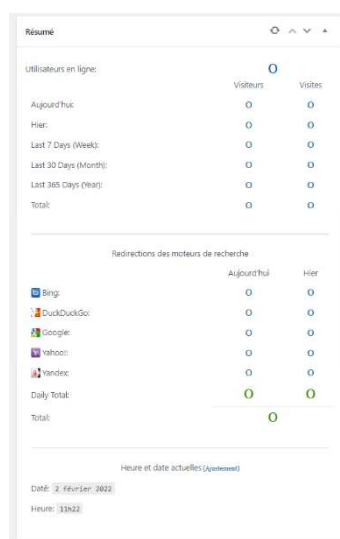 Résumé
Utilisateurs en ligne: 0
Visiteurs Visites
Aujourd'hui: 0 0
Hier: 0 0
Last 7 Days (Week): 0 0
Last 30 Days (Month): 0 0
Last 365 Days (Year): 0 0
Total: 0 0
Redirections des moteurs de recherche
Aujourd'hui Hier
Bing: 0 0
DuckDuckGo: 0 0
Google: 0 0
Yahoo!: 0 0
Yandex: 0 0
Daily Total: 0 0
Total: 0
Heure et date actuelles (Ajustement)
Daté: 2 février 2022
Heure: 11h22